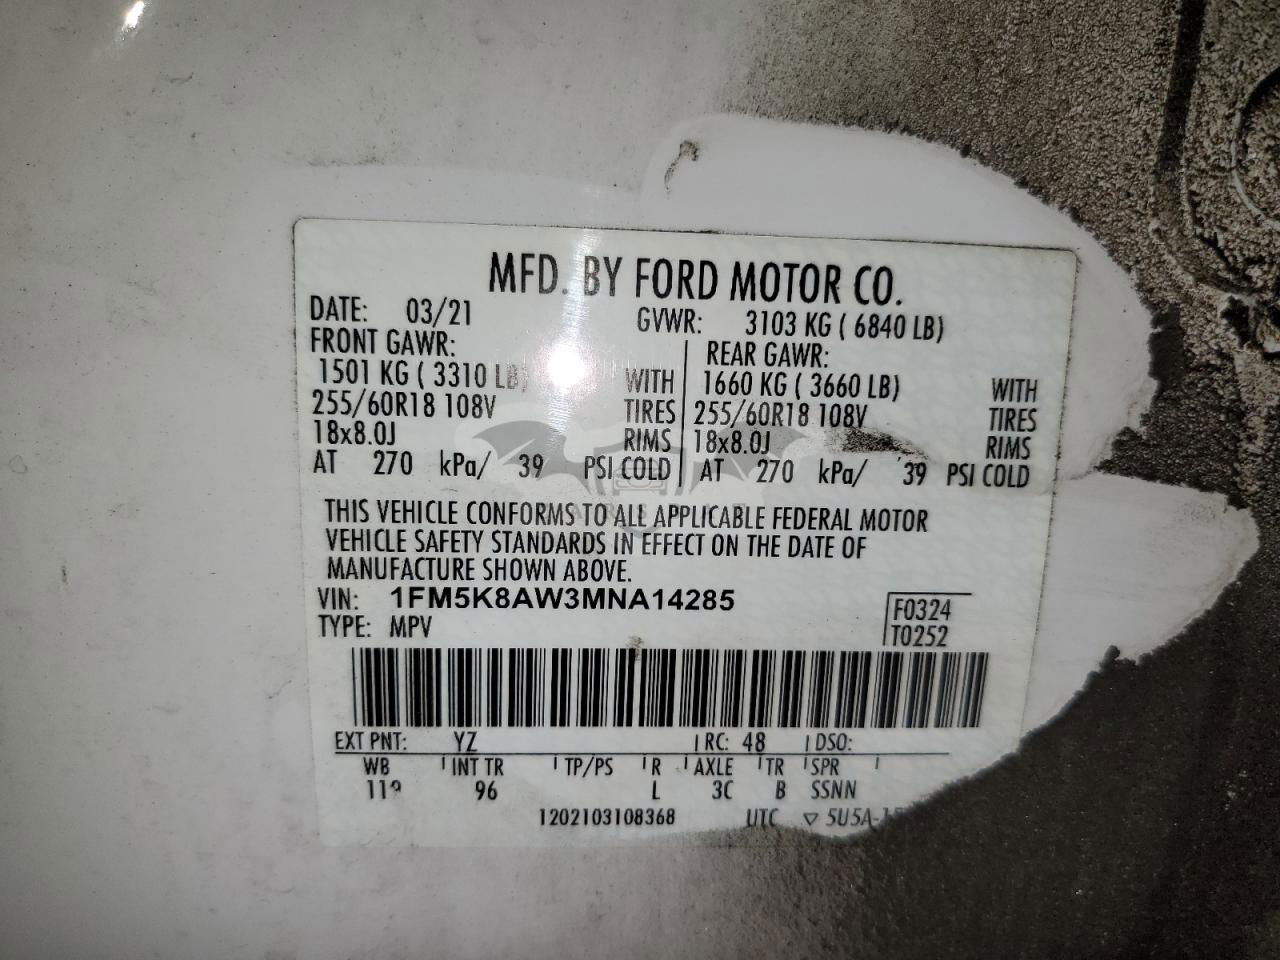 MFD. BY FORD MOTOR CO.
DATE: 03/21 GVWR: 3103 KG ( 6840 LB)
FRONT GAWR: REAR GAWR:
1501 KG ( 3310 LB) WITH 1660 KG ( 3660 LB) WITH
255/60R18 108V TIRES 255/60R18 108V TIRES
18x8.0J RIMS 18x8.0J RIMS
AT 270 kPa/ 39 PSI COLD AT 270 kPa/ 39 PSI COLD
THIS VEHICLE CONFORMS TO ALL APPLICABLE FEDERAL MOTOR
VEHICLE SAFETY STANDARDS IN EFFECT ON THE DATE OF
MANUFACTURE SHOWN ABOVE.
VIN: 1FM5K8AW3MNA14285 F0324
TYPE: MPV T0252
EXT PNT: YZ RC: 48 DSO:
WB INT TR TP/PS R AXLE TR SPR
96 L 3C B SSNN
1202103108368 UTC ▽